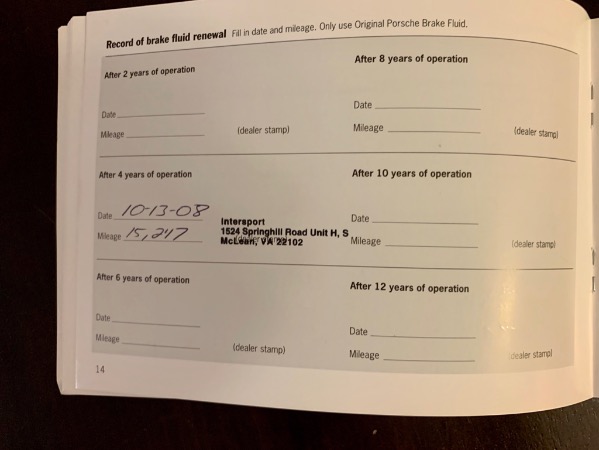 Record of brake fluid renewal Fill in date and mileage. Only use Original Porsche Brake Fluid.
After 2 years of operation
Date
Mileage
(dealer stamp)
After 8 years of operation
Date
Mileage
(dealer stamp)
After 4 years of operation
Date 10-13-08
Mileage 15,247
Intersport
1524 Springhill Road Unit H, S
McLean, VA 22102
After 10 years of operation
Date
Mileage
(dealer stamp)
After 6 years of operation
Date
Mileage
(dealer stamp)
After 12 years of operation
Date
Mileage
(dealer stamp)
14